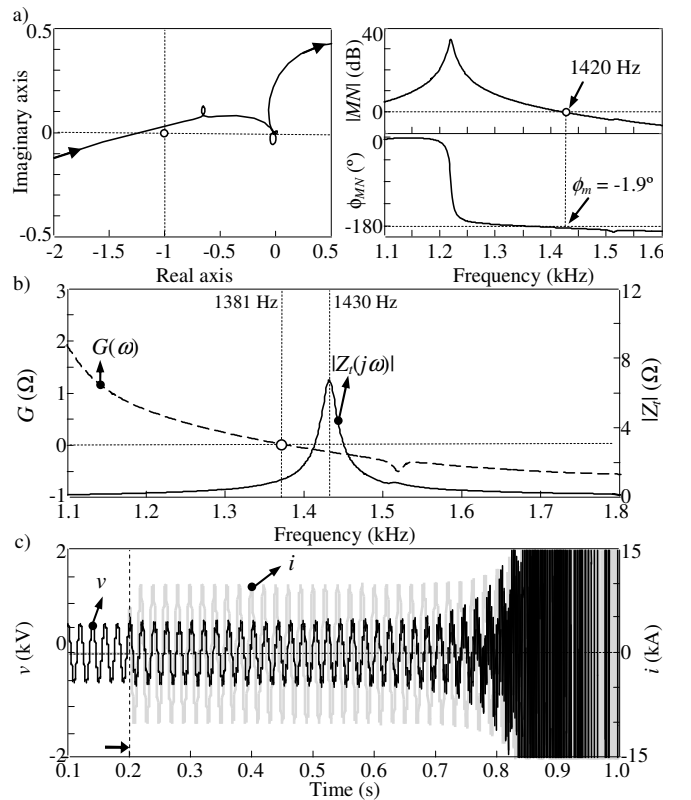 a)
0.5
0
-0.5
Imaginary axis
-2
-1.5
-1
-0.5
0
0.5
Real axis
|MN| (dB)
40
0
1420 Hz
ϕMN (º)
0
-180
ϕm = -1.9º
1.1
1.2
1.3
1.4
1.5
1.6
Frequency (kHz)
b)
1381 Hz
1430 Hz
G (Ω)
3
2
1
0
-1
G(ω)
|Zt(jω)|
12
9
6
3
0
|Zt| (Ω)
1.1
1.2
1.3
1.4
1.5
1.6
1.7
1.8
Frequency (kHz)
c)
v (kV)
2
0
-2
v
i
15
0
-15
i (kA)
0.1
0.2
0.3
0.4
0.5
0.6
0.7
0.8
0.9
1.0
Time (s)